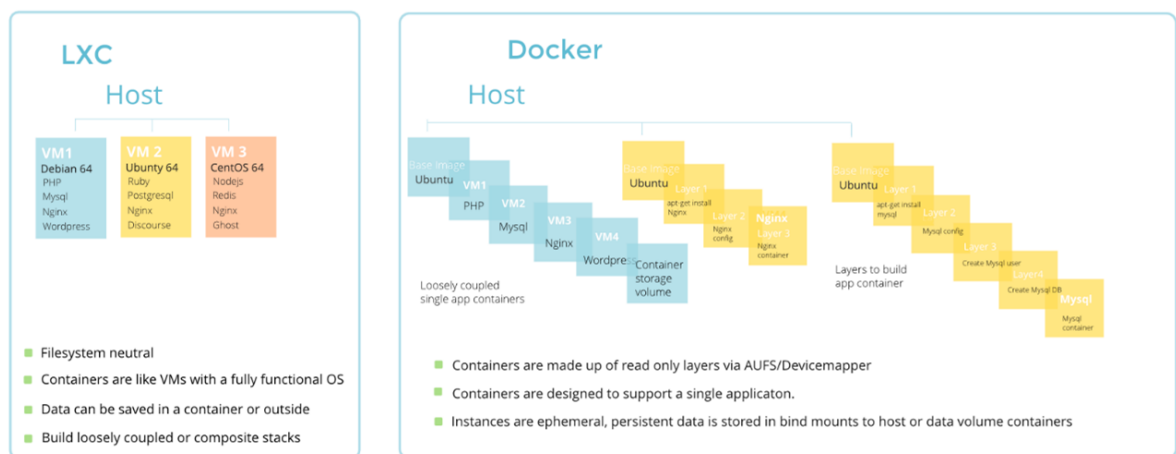 LXC
Host
VM1
Debian 64
PHP
Mysql
Nginx
Wordpress
VM 2
Ubunty 64
Ruby
Postgresql
Nginx
Discourse
VM 3
CentOS 64
Nodejs
Redis
Nginx
Ghost
Filesystem neutral
Containers are like VMs with a fully functional OS
Data can be saved in a container or outside
Build loosely coupled or composite stacks
Docker
Host
Base Image
Ubuntu
VM1
PHP
VM2
Mysql
VM3
Nginx
VM4
Wordpress
Container
storage
volume
Loosely coupled
single app containers
Base Image
Ubuntu
Layer 1
apt-get install
Nginx
Layer 2
Nginx
config
Nginx
Layer 3
Nginx
container
Base Image
Ubuntu
Layer 1
apt-get install
mysql
Layer 2
Mysql config
Layer 3
Create Mysql user
Layer4
Create Mysql DB
Mysql
Mysql
container
Layers to build
app container
Containers are made up of read only layers via AUFS/Devicemapper
Containers are designed to support a single applicaton.
Instances are ephemeral, persistent data is stored in bind mounts to host or data volume containers